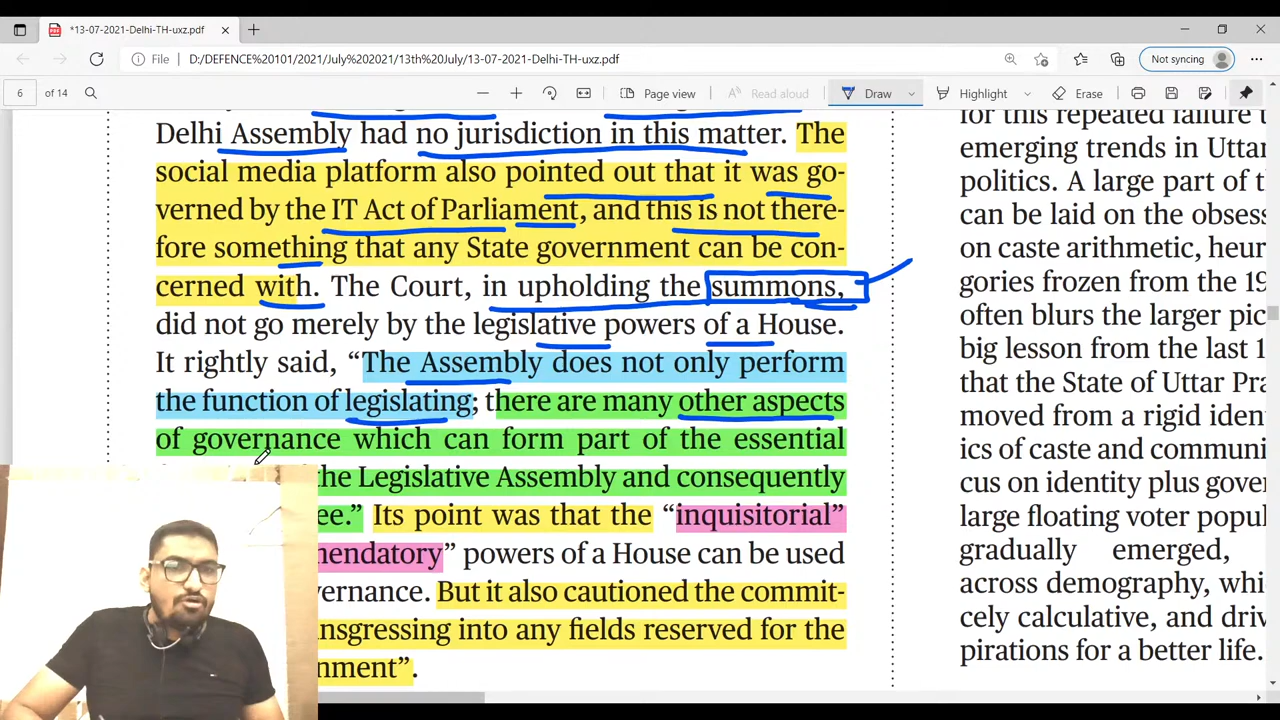 *13-07-2021-Delhi-TH-uxz.pdf
File
D:/DEFENCE%20101/2021/July%202021/13th%20July/13-07-2021-Delhi-TH-uxz.pdf
Not syncing
6 of 14
Page view
Read aloud
Draw
Highlight
Erase
Print
Delhi Assembly had no jurisdiction in this matter. The
social media platform also pointed out that it was go-
verned by the IT Act of Parliament, and this is not there-
fore something that any State government can be con-
cerned with. The Court, in upholding the summons,
did not go merely by the legislative powers of a House.
It rightly said, “The Assembly does not only perform
the function of legislating; there are many other aspects
of governance which can form part of the essential
the Legislative Assembly and consequently
ee.” Its point was that the “inquisitorial”
mendatory” powers of a House can be used
vernance. But it also cautioned the commit-
nsgressing into any fields reserved for the
nment”.
for this repeated failure t
emerging trends in Uttar
politics. A large part of t
can be laid on the obsess
on caste arithmetic, heur
gories frozen from the 19
often blurs the larger pic
big lesson from the last 1
that the State of Uttar Pra
moved from a rigid iden
ics of caste and communi
cus on identity plus gover
large floating voter popul
gradually emerged,
across demography, whic
cely calculative, and driv
pirations for a better life.